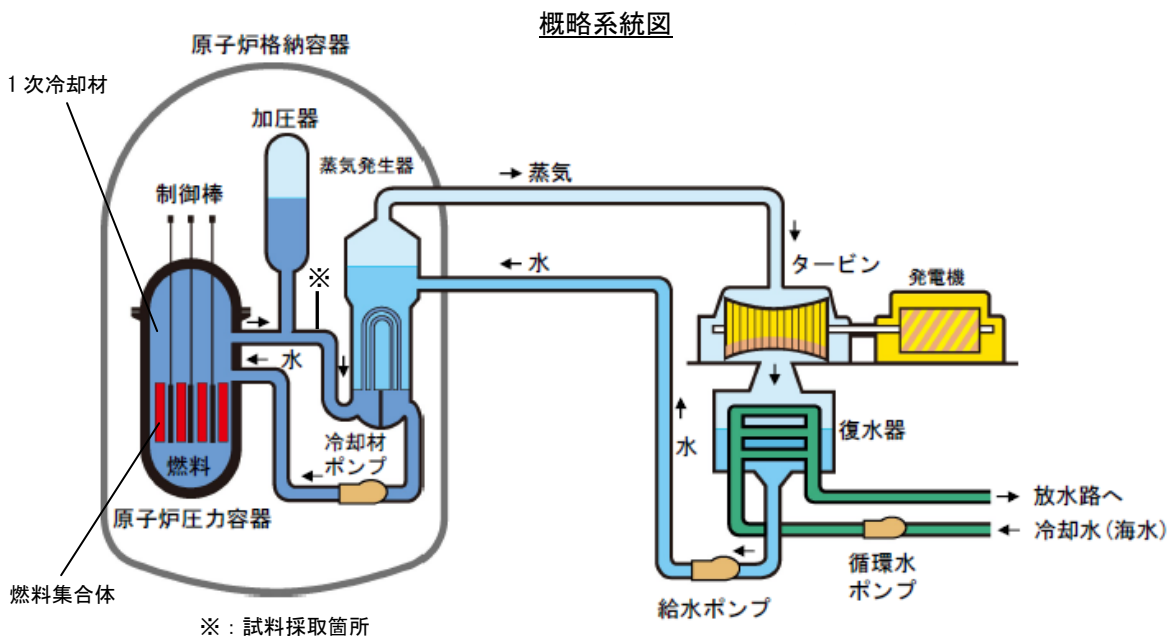 概略系統図
原子炉格納容器
1次冷却材
加圧器
蒸気発生器
→蒸気
制御棒
※
←水
タービン
発電機
水
冷却材
ポンプ
燃料
原子炉圧力容器
水
復水器
放水路へ
冷却水(海水)
循環水
ポンプ
給水ポンプ
燃料集合体
※:試料採取箇所